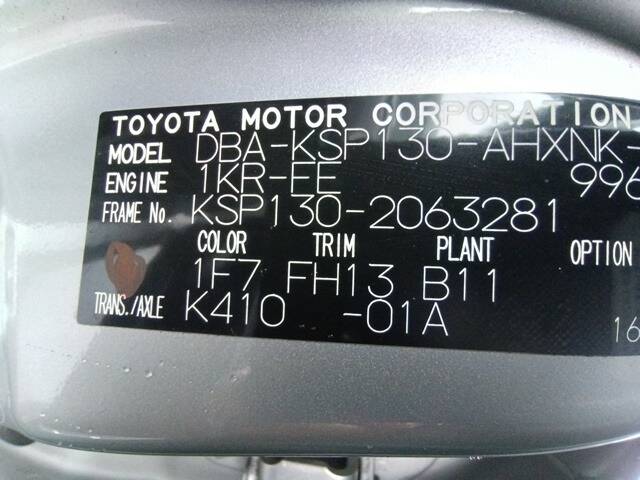 TOYOTA MOTOR CORPORATION
MODEL DBA-KSP130-AHXNK-
ENGINE 1KR-FE 996
FRAME No. KSP130-2063281
COLOR TRIM PLANT OPTION
1F7 FH13 B11
TRANS./AXLE K410 -01A
16